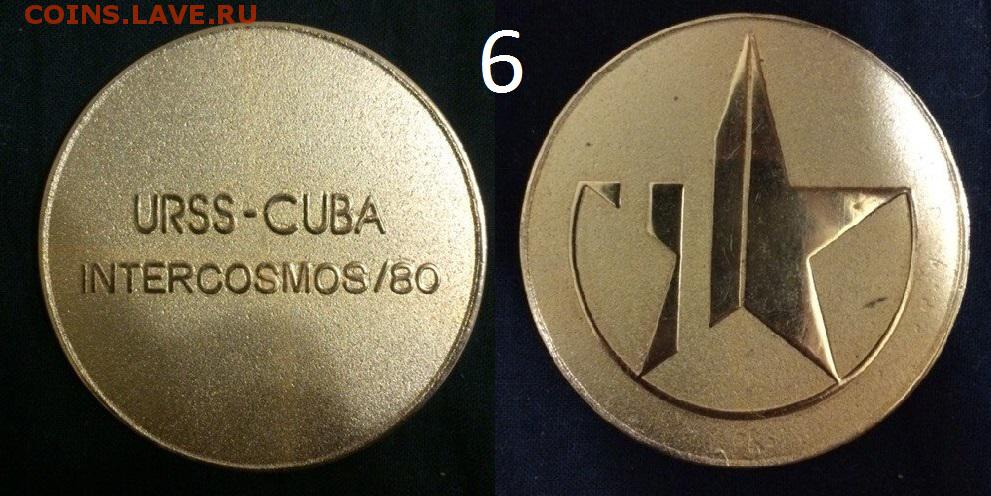 COINS.LAVE.RU
6
URSS-CUBA
INTERCOSMOS/80